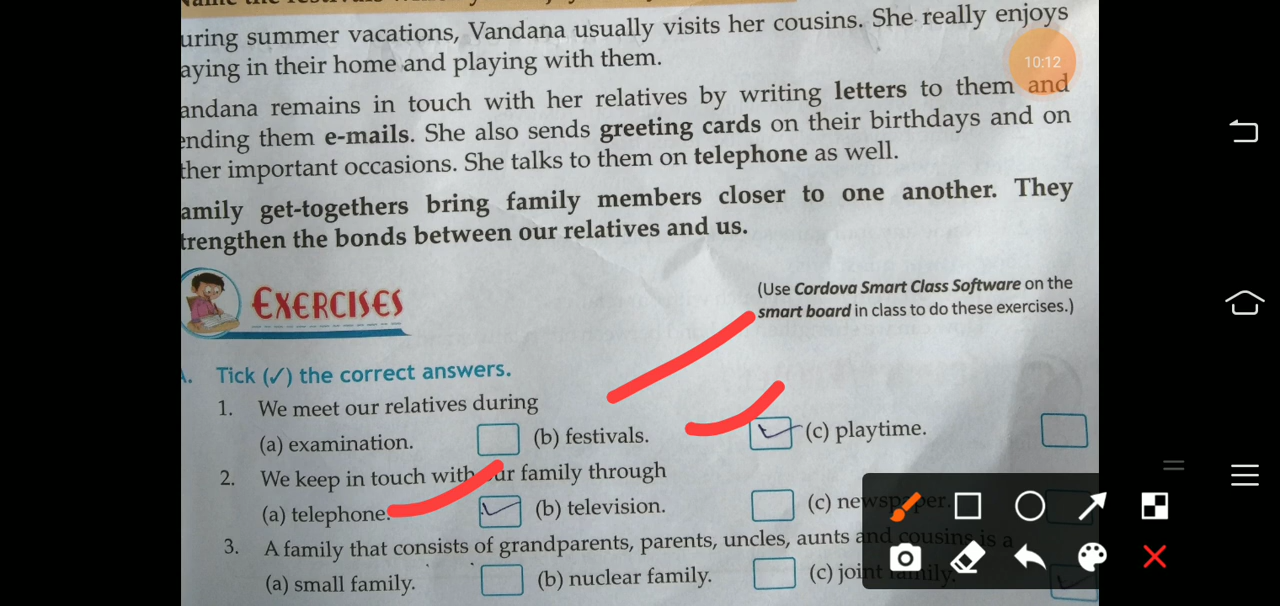 uring summer vacations, Vandana usually visits her cousins. She really enjoys
aying in their home and playing with them.
andana remains in touch with her relatives by writing letters to them and
ending them e-mails. She also sends greeting cards on their birthdays and on
ther important occasions. She talks to them on telephone as well.
amily get-togethers bring family members closer to one another. They
trengthen the bonds between our relatives and us.
EXERCISES
(Use Cordova Smart Class Software on the
smart board in class to do these exercises.)
Tick (✓) the correct answers.
1. We meet our relatives during
(a) examination. (b) festivals. (c) playtime.
2. We keep in touch with our family through
(a) telephone. (b) television. (c) newspaper.
3. A family that consists of grandparents, parents, uncles, aunts and cousins is a
(a) small family. (b) nuclear family. (c) joint family.
10:12